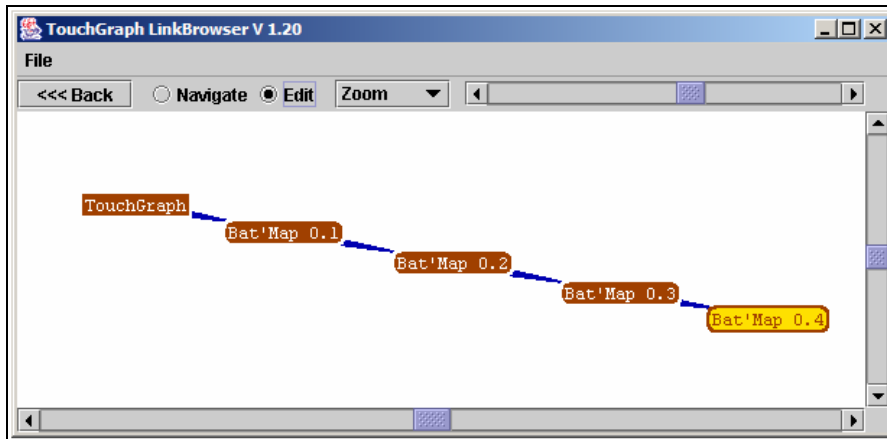 TouchGraph LinkBrowser V 1.20
File
<<< Back Navigate Edit Zoom
TouchGraph
Bat'Map 0.1
Bat'Map 0.2
Bat'Map 0.3
Bat'Map 0.4